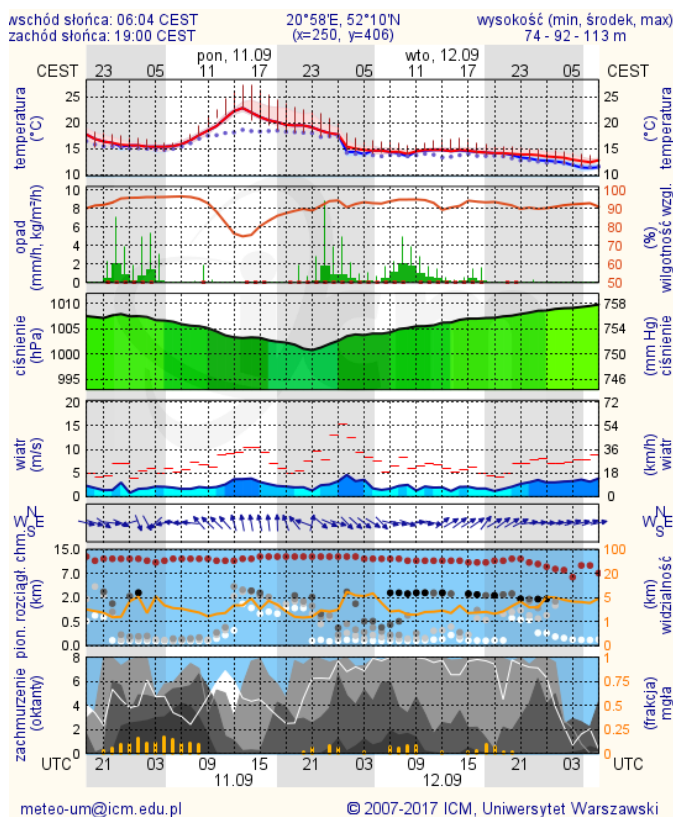 wschód słońca: 06:04 CEST 20°58'E, 52°10'N wysokość (min, środek, max)
zachód słońca: 19:00 CEST (x=250, y=406) 74 - 92 - 113 m
pon, 11.09 wto, 12.09
CEST 23 05 11 17 23 05 11 17 23 05 CEST
temperatura (°C) 25 20 15 10 25 20 15 10 (°C) temperatura
opad (mm/h, kg/m²/h) 10 8 6 4 2 0 100 90 80 70 60 50 (%) wilgotność wzgl.
ciśnienie (hPa) 1010 1005 1000 995 758 754 750 746 (mm Hg) ciśnienie
wiatr (m/s) 20 15 10 5 0 72 54 36 18 0 (km/h) wiatr
N W E S N W E S
pion. rozciągł. chm. (km) 15.0 7.0 2.0 0.5 0.0 100 20 5 1 0 (km) widzialność
zachmurzenie (oktanty) 8 6 4 2 0 1 0.75 0.5 0.25 0 (frakcja) mgła
UTC 21 03 09 15 21 03 09 15 21 03 UTC
11.09 12.09
meteo-um@icm.edu.pl © 2007-2017 ICM, Uniwersytet Warszawski